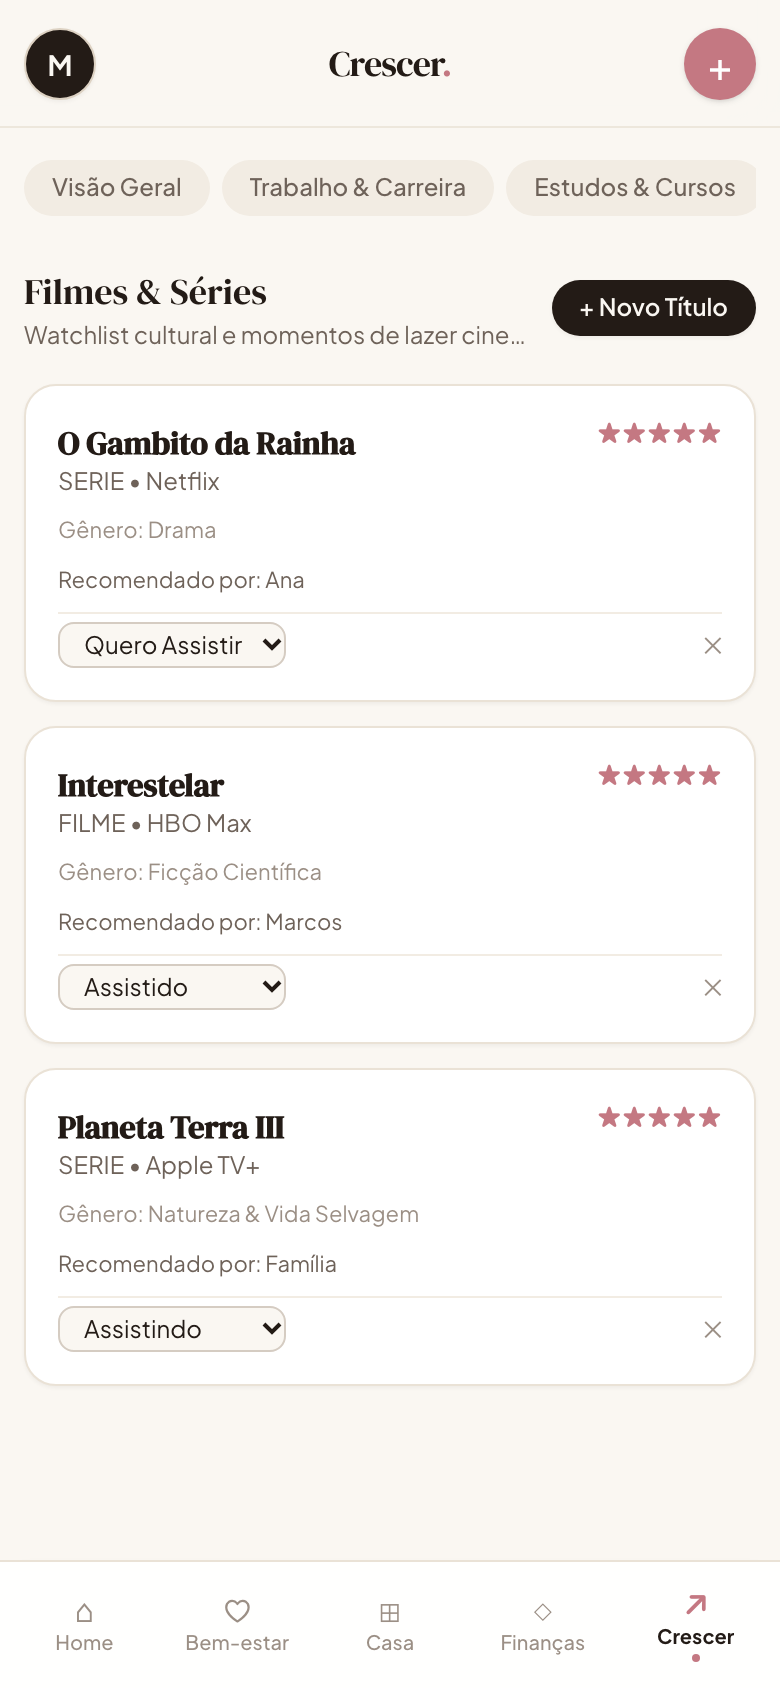 M
Crescer.
+
Visão Geral
Trabalho & Carreira
Estudos & Cursos
Filmes & Séries
+ Novo Título
Watchlist cultural e momentos de lazer cine...
O Gambito da Rainha
★★★★★
SERIE • Netflix
Gênero: Drama
Recomendado por: Ana
Quero Assistir
×
Interestelar
★★★★★
FILME • HBO Max
Gênero: Ficção Científica
Recomendado por: Marcos
Assistido
×
Planeta Terra III
★★★★★
SERIE • Apple TV+
Gênero: Natureza & Vida Selvagem
Recomendado por: Família
Assistindo
×
Home
Bem-estar
Casa
Finanças
Crescer